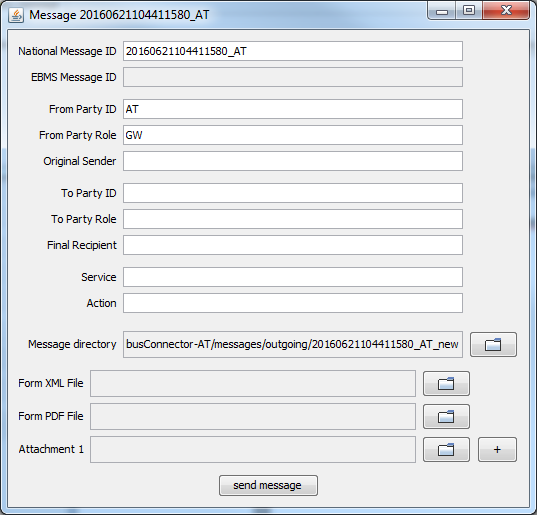 Message 20160621104411580_AT
National Message ID 20160621104411580_AT
EBMS Message ID
From Party ID AT
From Party Role GW
Original Sender
To Party ID
To Party Role
Final Recipient
Service
Action
Message directory busConnector-AT/messages/outgoing/20160621104411580_AT_new
Form XML File
Form PDF File
Attachment 1 +
send message